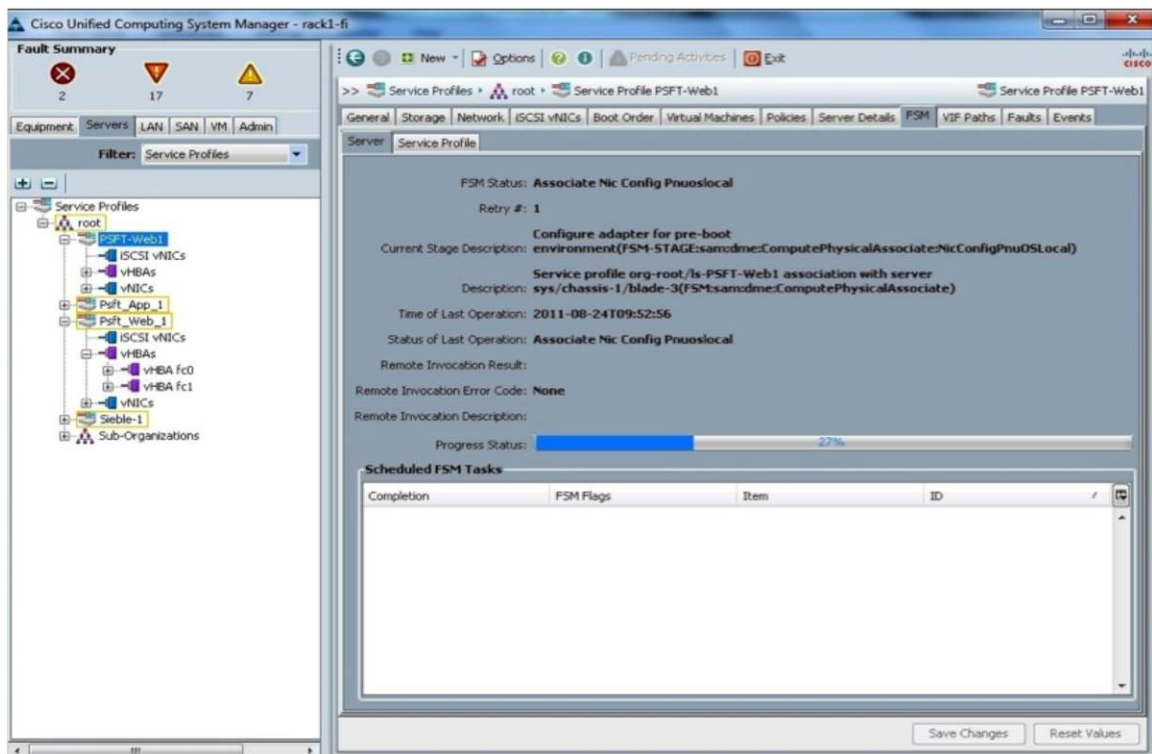 Cisco Unified Computing System Manager - rack1-fi
Fault Summary
2 17 7
Equipment Servers LAN SAN VM Admin
Filter: Service Profiles
Service Profiles
root
PSFT-Web1
iSCSI vNICs
vHBAs
vNICs
Psft_App_1
Psft_Web_1
iSCSI vNICs
vHBAs
vHBA fc0
vHBA fc1
vNICs
Sieble-1
Sub-Organizations
New Options Pending Activities Exit
CISCO
>> Service Profiles root Service Profile PSFT-Web1 Service Profile PSFT-Web1
General Storage Network iSCSI vNICs Boot Order Virtual Machines Policies Server Details FSM VIF Paths Faults Events
Server Service Profile
FSM Status: Associate Nic Config Pnuoslocal
Retry #: 1
Current Stage Description: Configure adapter for pre-boot
environment(FSM-STAGE:sam:dme:ComputePhysicalAssociate:NicConfigPnuOSLocal)
Description: Service profile org-root/ls-PSFT-Web1 association with server
sys/chassis-1/blade-3(FSM:sam:dme:ComputePhysicalAssociate)
Time of Last Operation: 2011-08-24T09:52:56
Status of Last Operation: Associate Nic Config Pnuoslocal
Remote Invocation Result:
Remote Invocation Error Code: None
Remote Invocation Description:
Progress Status: 27%
Scheduled FSM Tasks
Completion FSM Flags Item ID
Save Changes Reset Values